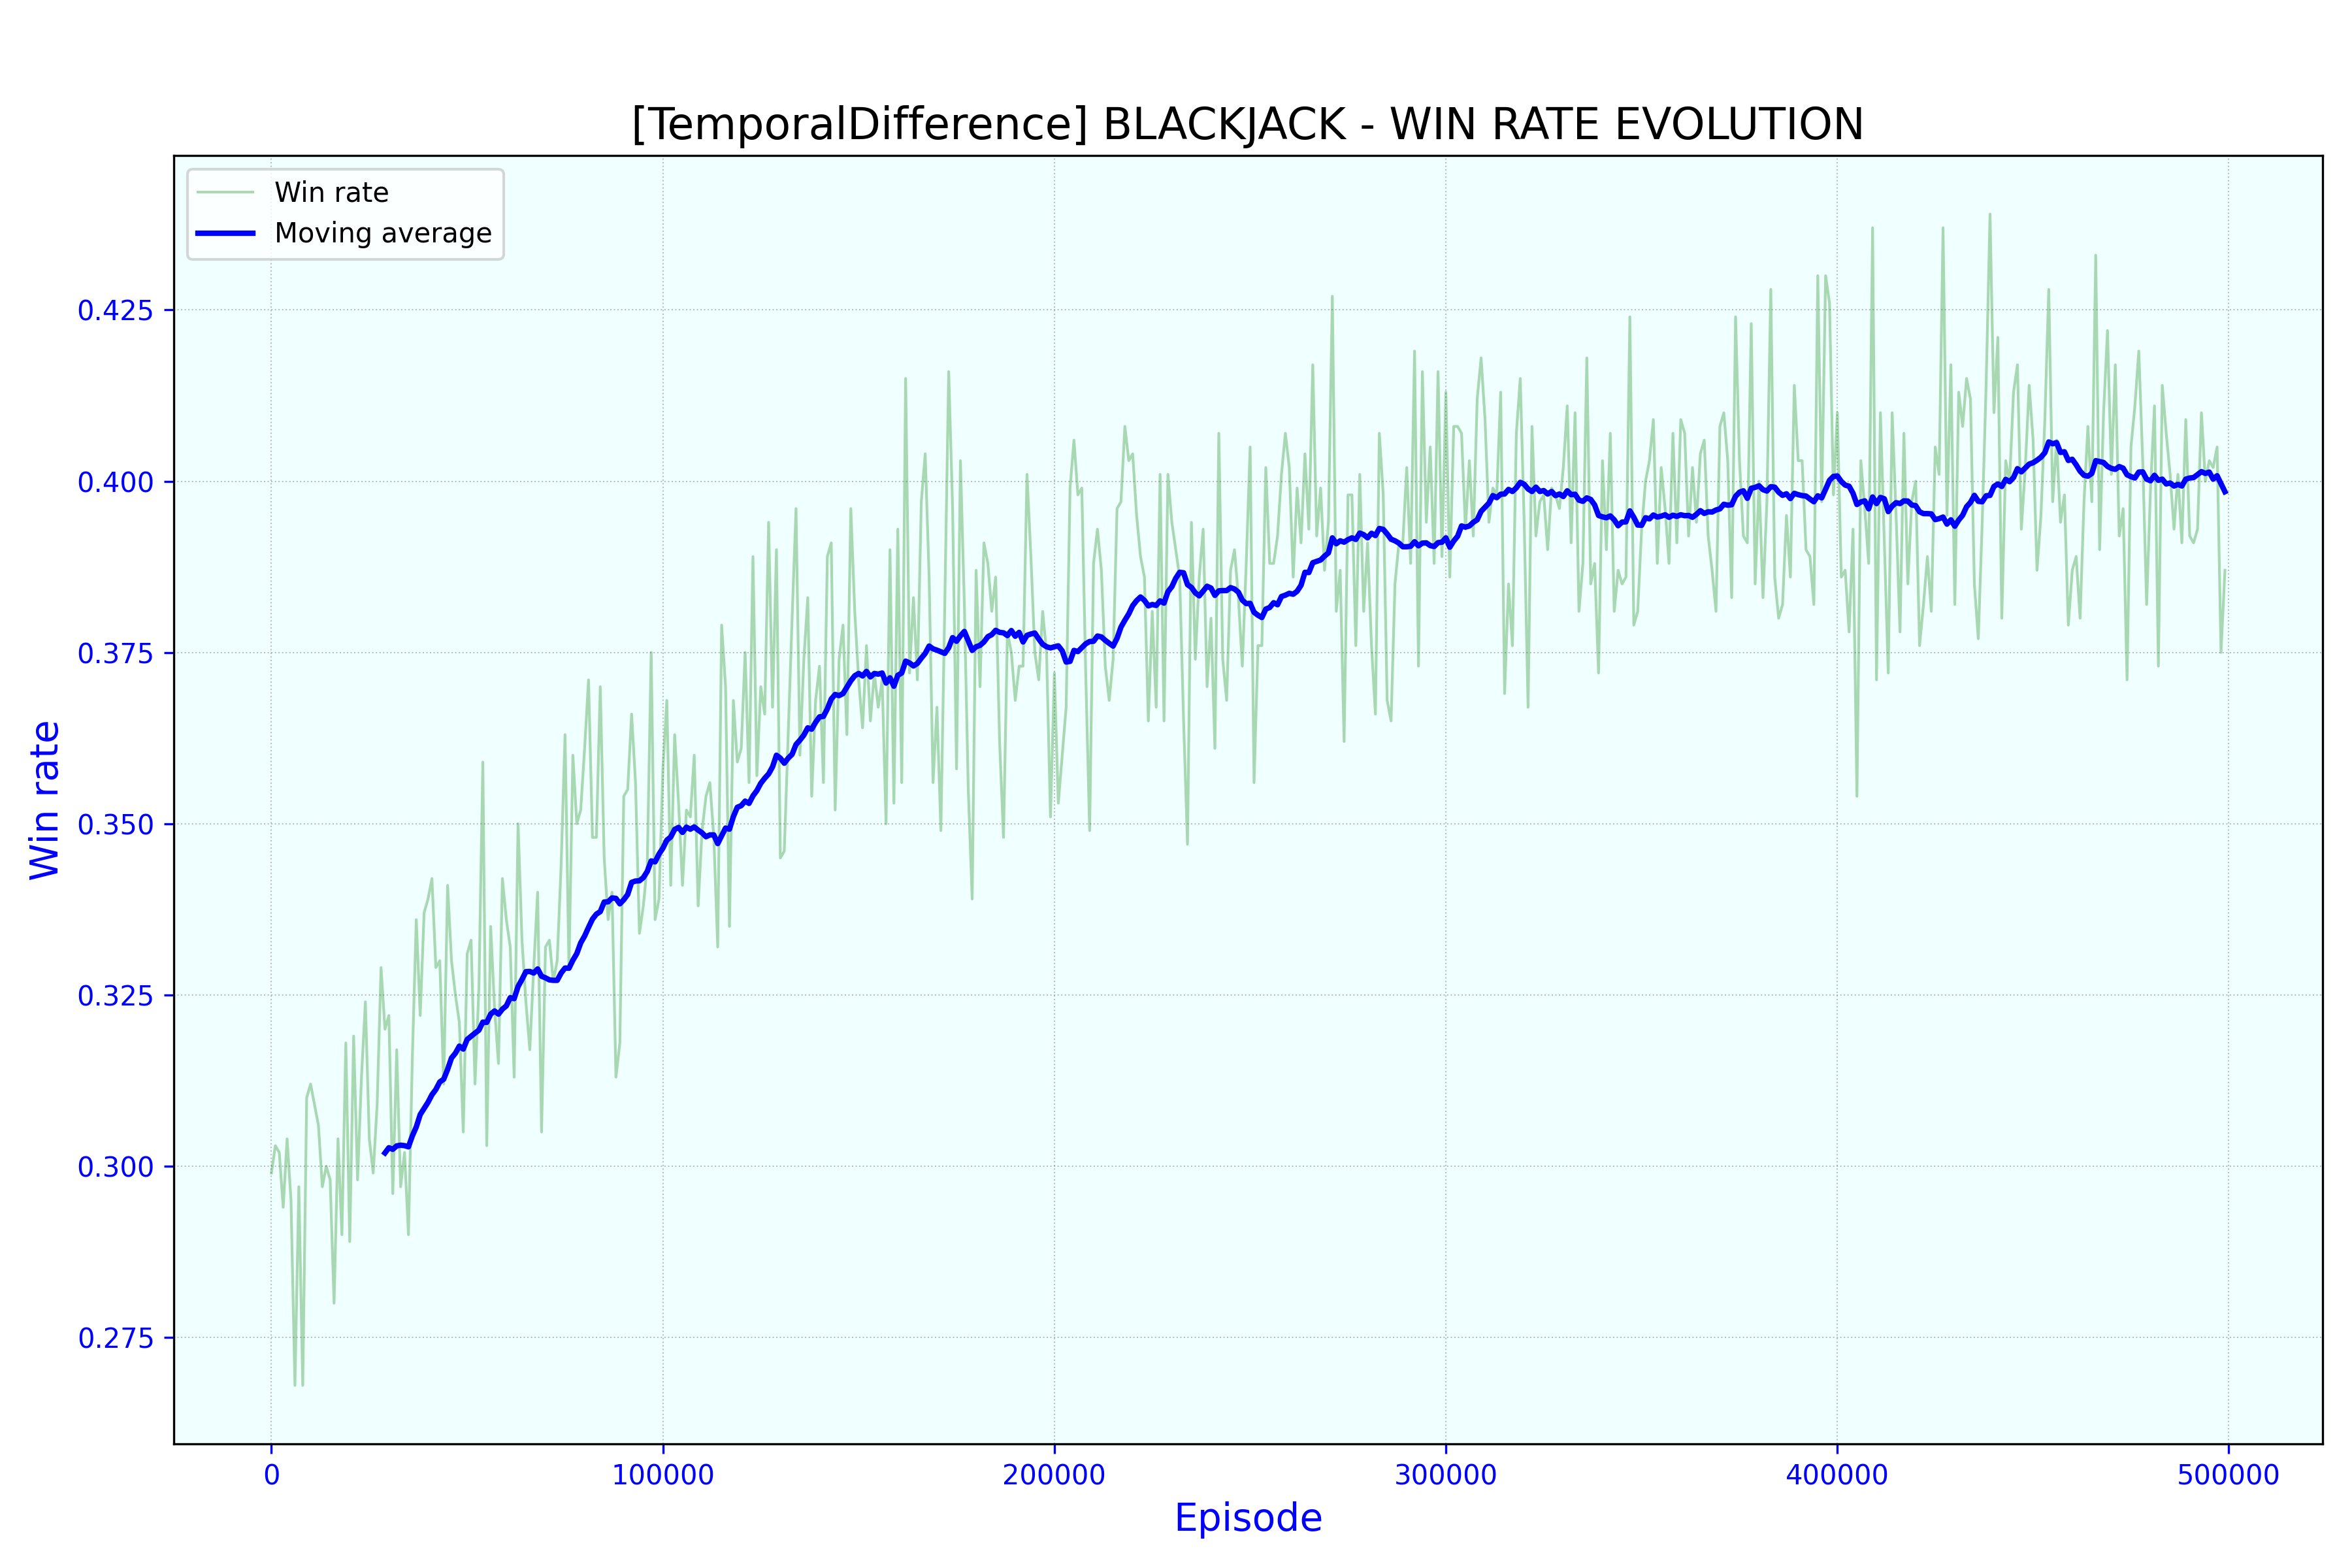 [TemporalDifference] BLACKJACK - WIN RATE EVOLUTION
Win rate
Moving average
0.425
0.400
0.375
0.350
0.325
0.300
0.275
Win rate
0 100000 200000 300000 400000 500000
Episode